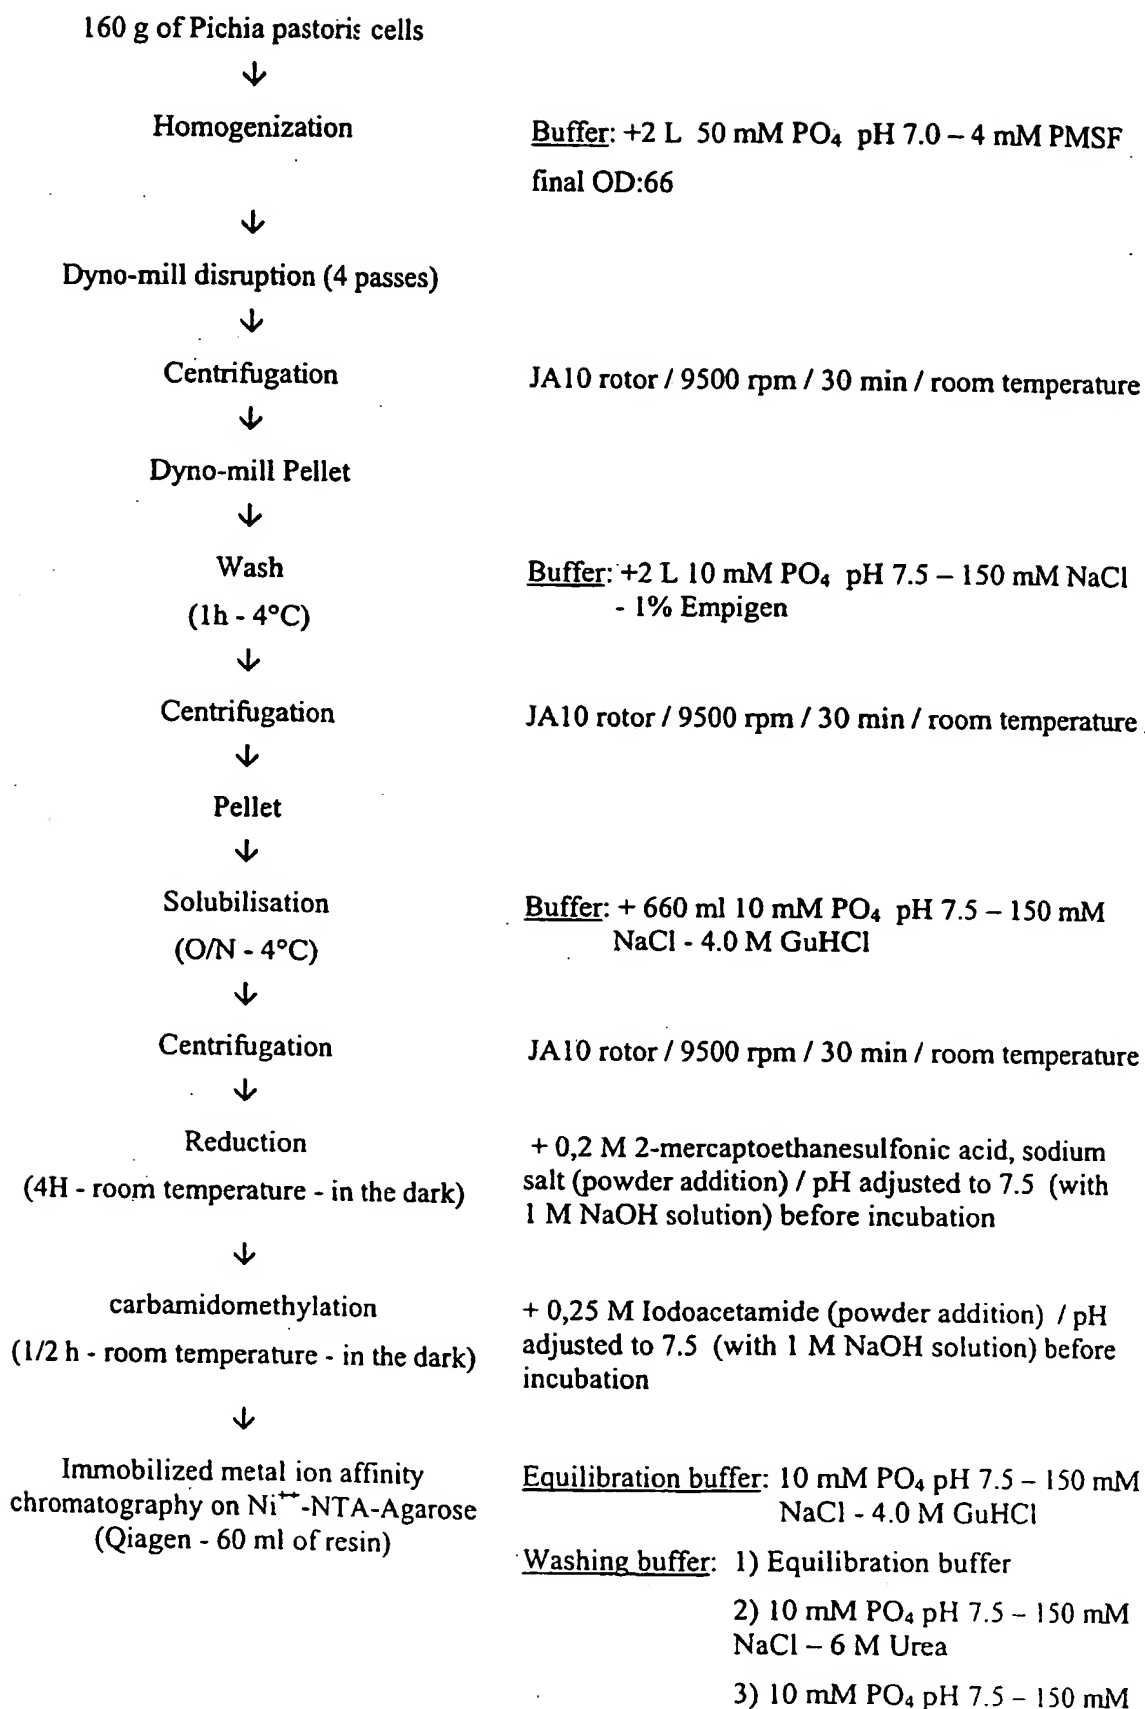 160 g of Pichia pastoris cells
↓
Homogenization
Buffer: +2 L 50 mM PO₄ pH 7.0 – 4 mM PMSF
final OD:66
↓
Dyno-mill disruption (4 passes)
↓
Centrifugation
JA10 rotor / 9500 rpm / 30 min / room temperature
↓
Dyno-mill Pellet
↓
Wash
(1h - 4°C)
Buffer: +2 L 10 mM PO₄ pH 7.5 – 150 mM NaCl
- 1% Empigen
↓
Centrifugation
JA10 rotor / 9500 rpm / 30 min / room temperature
↓
Pellet
↓
Solubilisation
(O/N - 4°C)
Buffer: + 660 ml 10 mM PO₄ pH 7.5 – 150 mM
NaCl - 4.0 M GuHCl
↓
Centrifugation
JA10 rotor / 9500 rpm / 30 min / room temperature
↓
Reduction
(4H - room temperature - in the dark)
+ 0,2 M 2-mercaptoethanesulfonic acid, sodium
salt (powder addition) / pH adjusted to 7.5 (with
1 M NaOH solution) before incubation
↓
carbamidomethylation
(1/2 h - room temperature - in the dark)
+ 0,25 M Iodoacetamide (powder addition) / pH
adjusted to 7.5 (with 1 M NaOH solution) before
incubation
↓
Immobilized metal ion affinity
chromatography on Ni⁺⁺-NTA-Agarose
(Qiagen - 60 ml of resin)
Equilibration buffer: 10 mM PO₄ pH 7.5 – 150 mM
NaCl - 4.0 M GuHCl
Washing buffer: 1) Equilibration buffer
2) 10 mM PO₄ pH 7.5 – 150 mM
NaCl – 6 M Urea
3) 10 mM PO₄ pH 7.5 – 150 mM